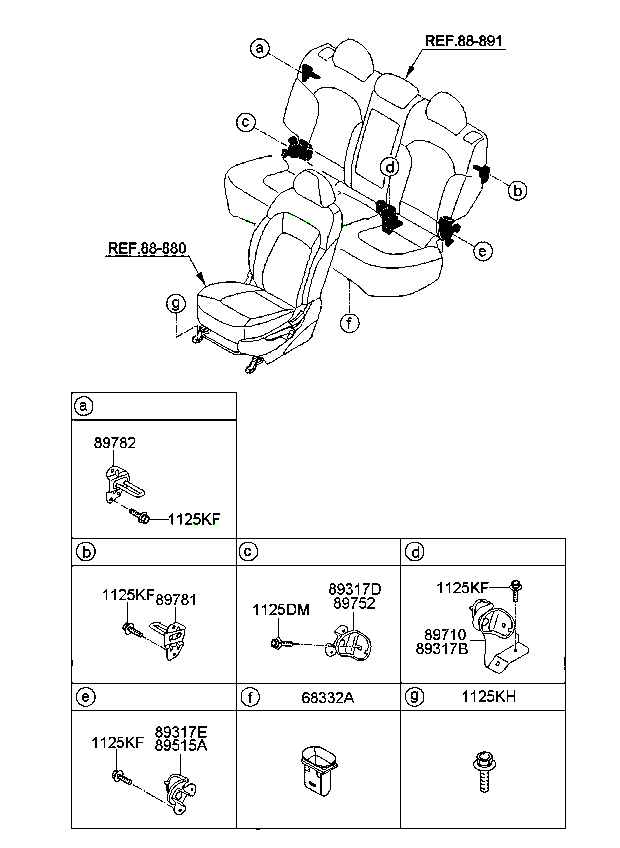 REF.88-891
a
c
d
b
e
REF.88-880
g
f
a
89782
1125KF
b
c
d
1125KF
89781
89317D
89752
1125DM
1125KF
89710
89317B
e
f
68332A
g
1125KH
89317E
89515A
1125KF